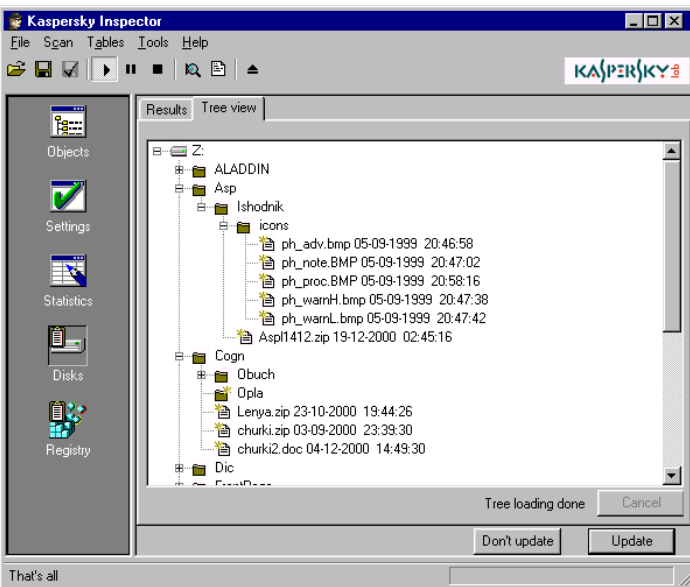 Kaspersky Inspector
File Scan Tables Tools Help
KASPERSKY lab
Results Tree view
Objects
Settings
Statistics
Disks
Registry
Z:
ALADDIN
Asp
Ishodnik
icons
ph_adv.bmp 05-09-1999 20:46:58
ph_note.BMP 05-09-1999 20:47:02
ph_proc.BMP 05-09-1999 20:58:16
ph_warnH.bmp 05-09-1999 20:47:38
ph_warnL.bmp 05-09-1999 20:47:42
Aspl1412.zip 19-12-2000 02:45:16
Cogn
Obuch
Opla
Lenya.zip 23-10-2000 19:44:26
churki.zip 03-09-2000 23:39:30
churki2.doc 04-12-2000 14:49:30
Dic
FrontPage
Tree loading done Cancel
Don't update Update
That's all